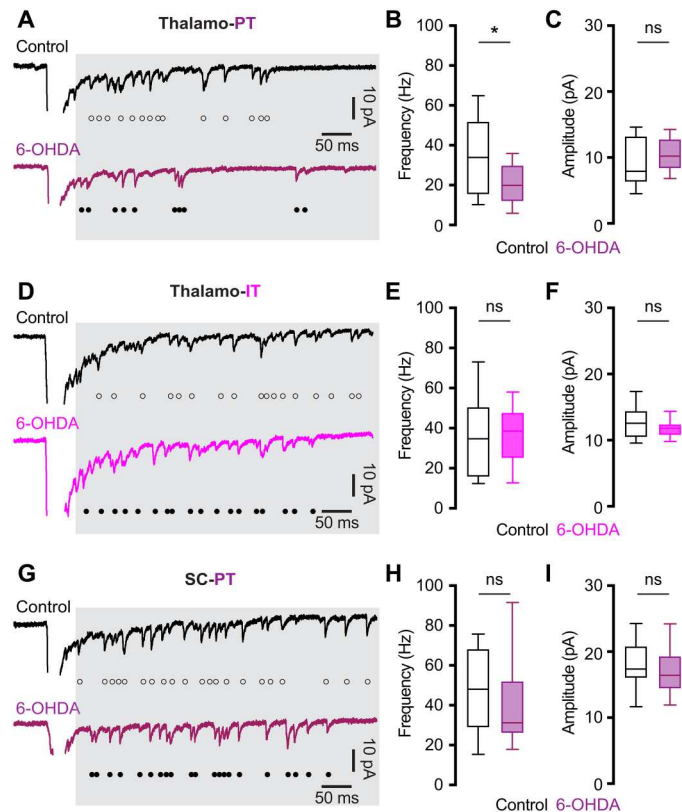 A Thalamo-PT
Control
10 pA
50 ms
6-OHDA
B
*
Frequency (Hz)
100
80
60
40
20
0
C
ns
Amplitude (pA)
30
20
10
0
Control 6-OHDA
D Thalamo-IT
Control
6-OHDA
10 pA
50 ms
E
ns
Frequency (Hz)
100
80
60
40
20
0
F
ns
Amplitude (pA)
30
20
10
0
Control 6-OHDA
G SC-PT
Control
6-OHDA
10 pA
50 ms
H
ns
Frequency (Hz)
100
80
60
40
20
0
I
ns
Amplitude (pA)
30
20
10
0
Control 6-OHDA